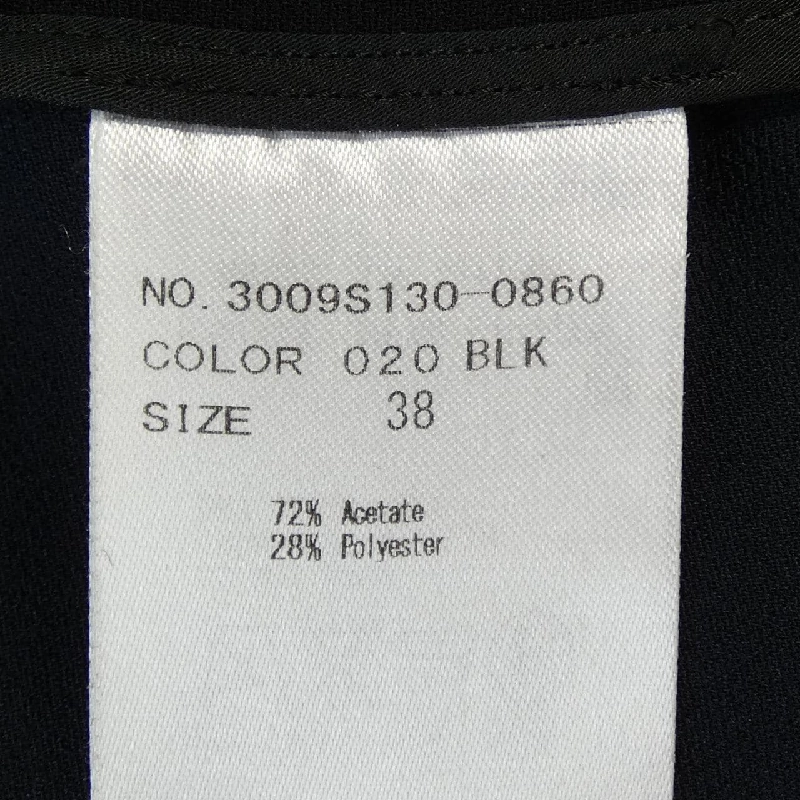 NO. 3009S130-0860
COLOR 020 BLK
SIZE 38
72% Acetate
28% Polyester